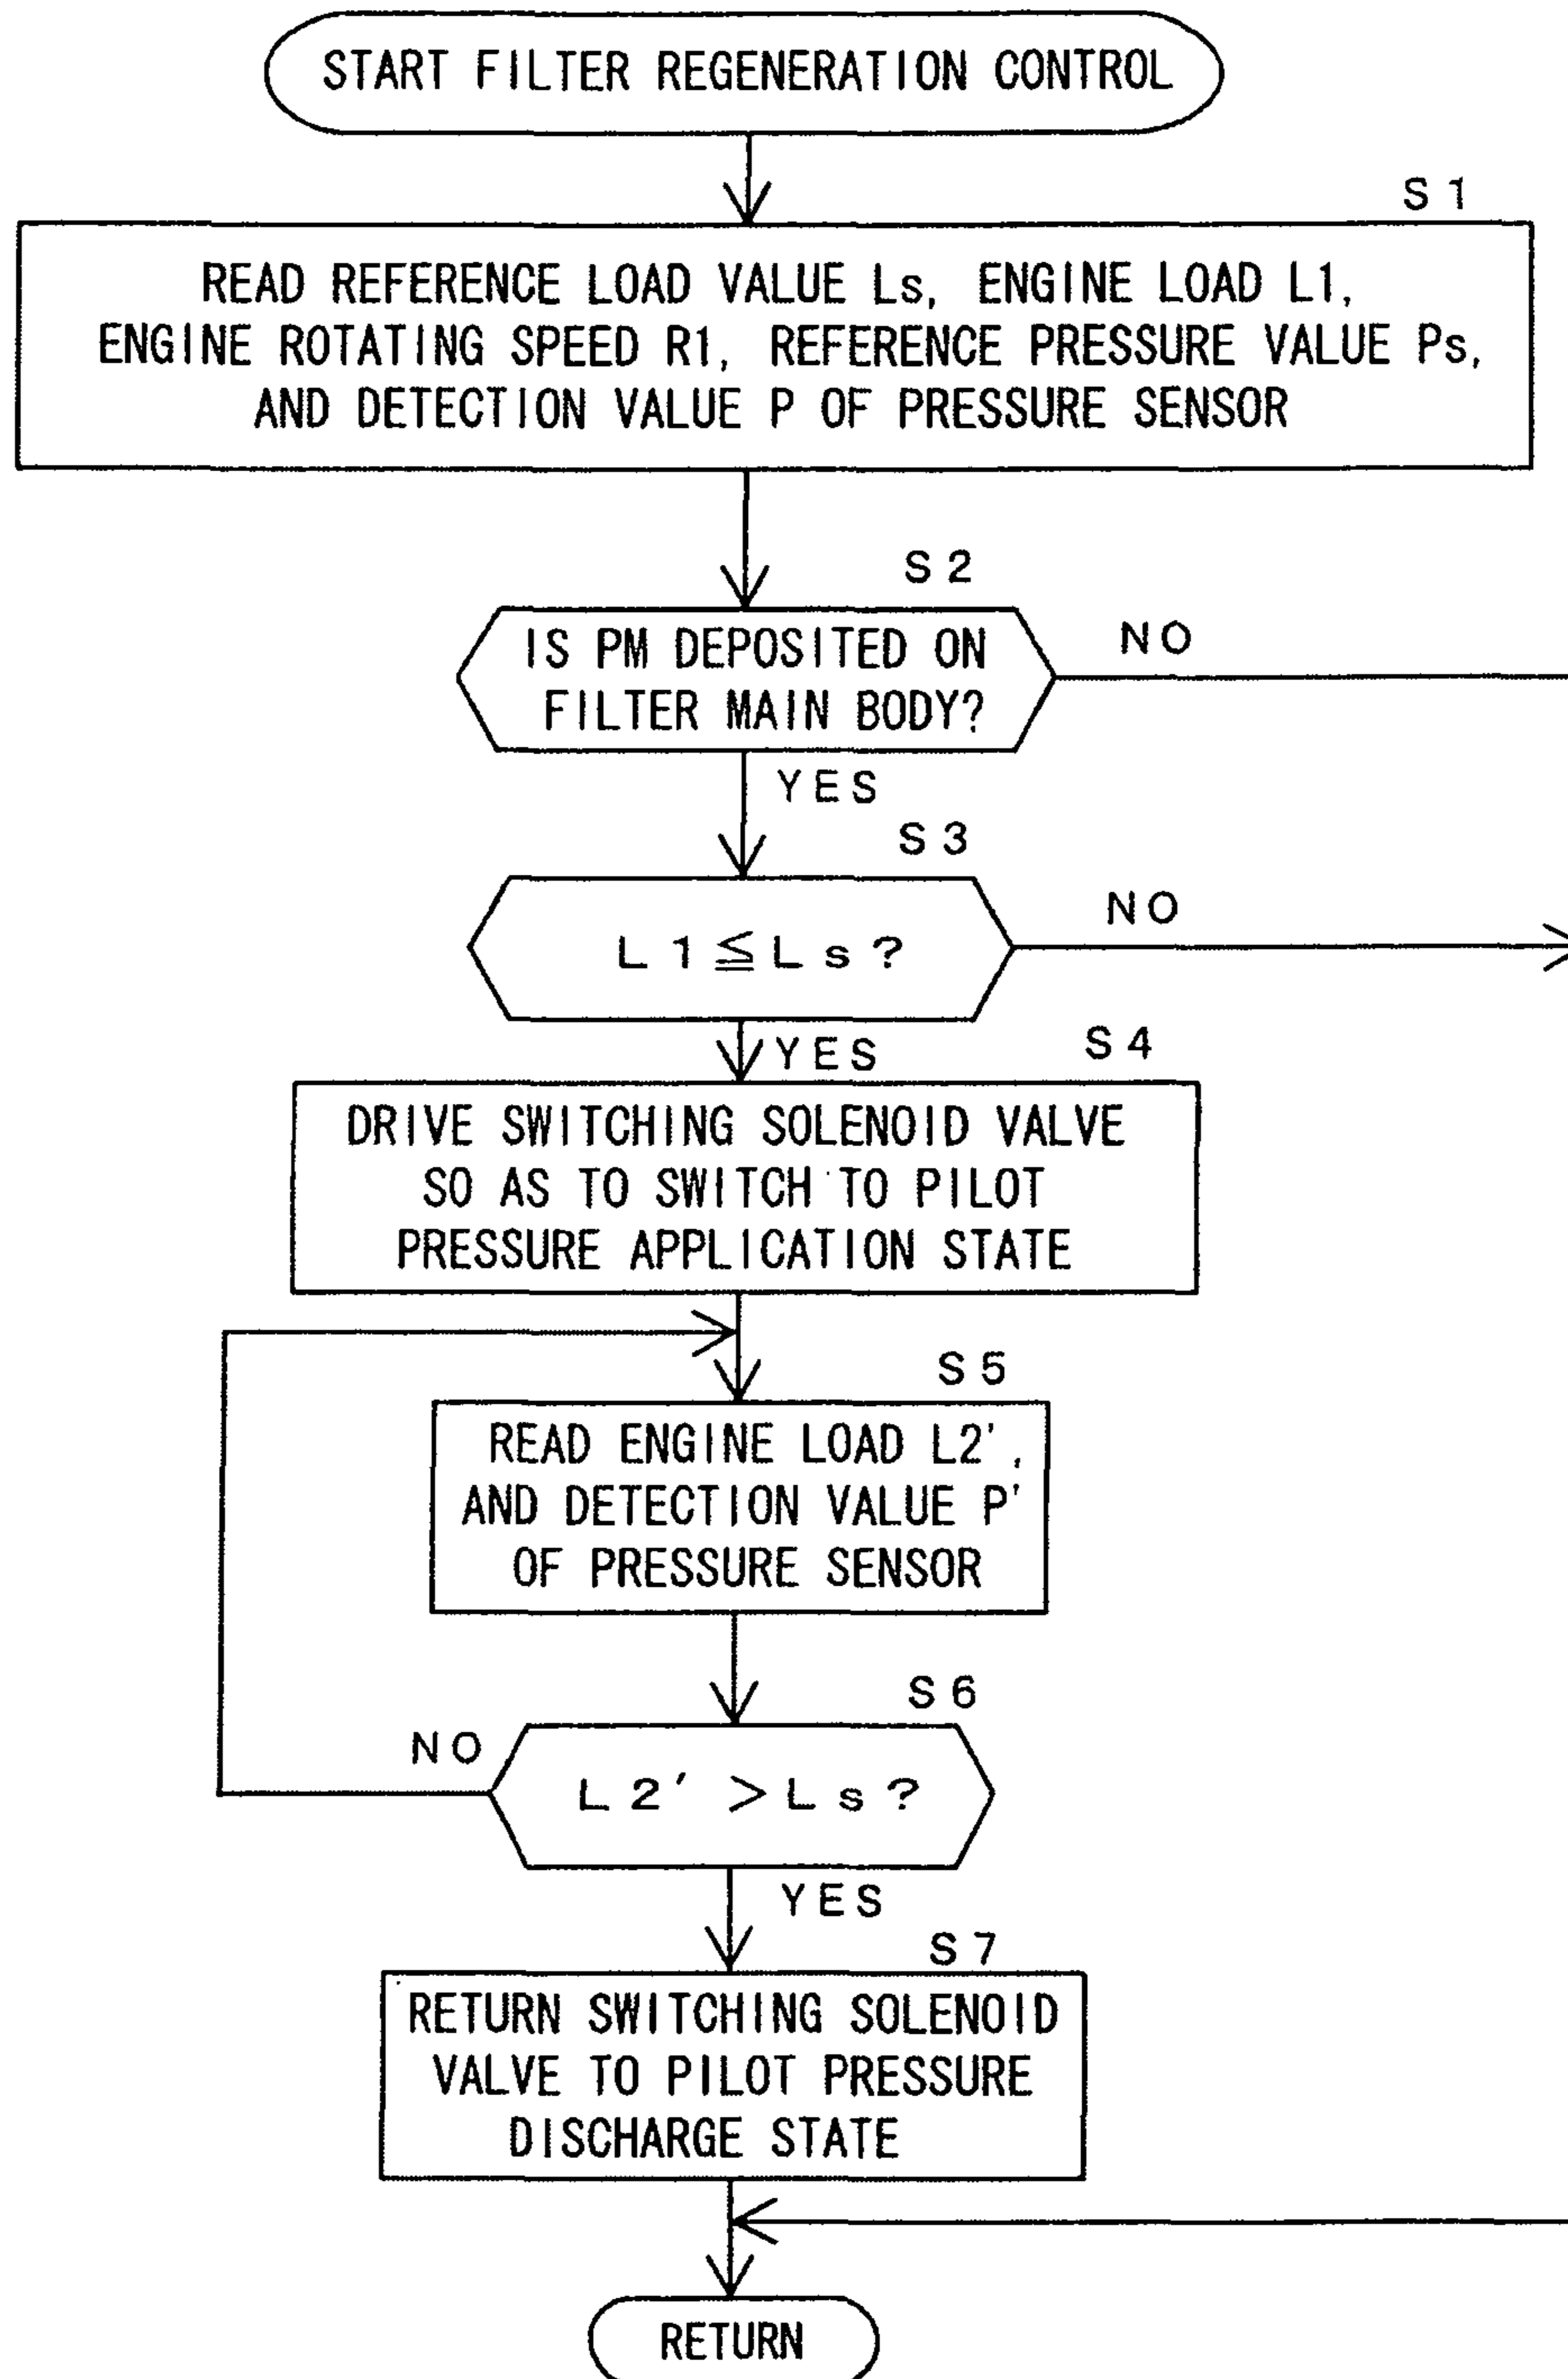 START FILTER REGENERATION CONTROL
S1
READ REFERENCE LOAD VALUE Ls, ENGINE LOAD L1,
ENGINE ROTATING SPEED R1, REFERENCE PRESSURE VALUE Ps,
AND DETECTION VALUE P OF PRESSURE SENSOR
S2
IS PM DEPOSITED ON
FILTER MAIN BODY?
NO
YES
S3
L1≦Ls?
NO
YES
S4
DRIVE SWITCHING SOLENOID VALVE
SO AS TO SWITCH TO PILOT
PRESSURE APPLICATION STATE
S5
READ ENGINE LOAD L2',
AND DETECTION VALUE P'
OF PRESSURE SENSOR
S6
NO
L2' >Ls?
YES
S7
RETURN SWITCHING SOLENOID
VALVE TO PILOT PRESSURE
DISCHARGE STATE
RETURN